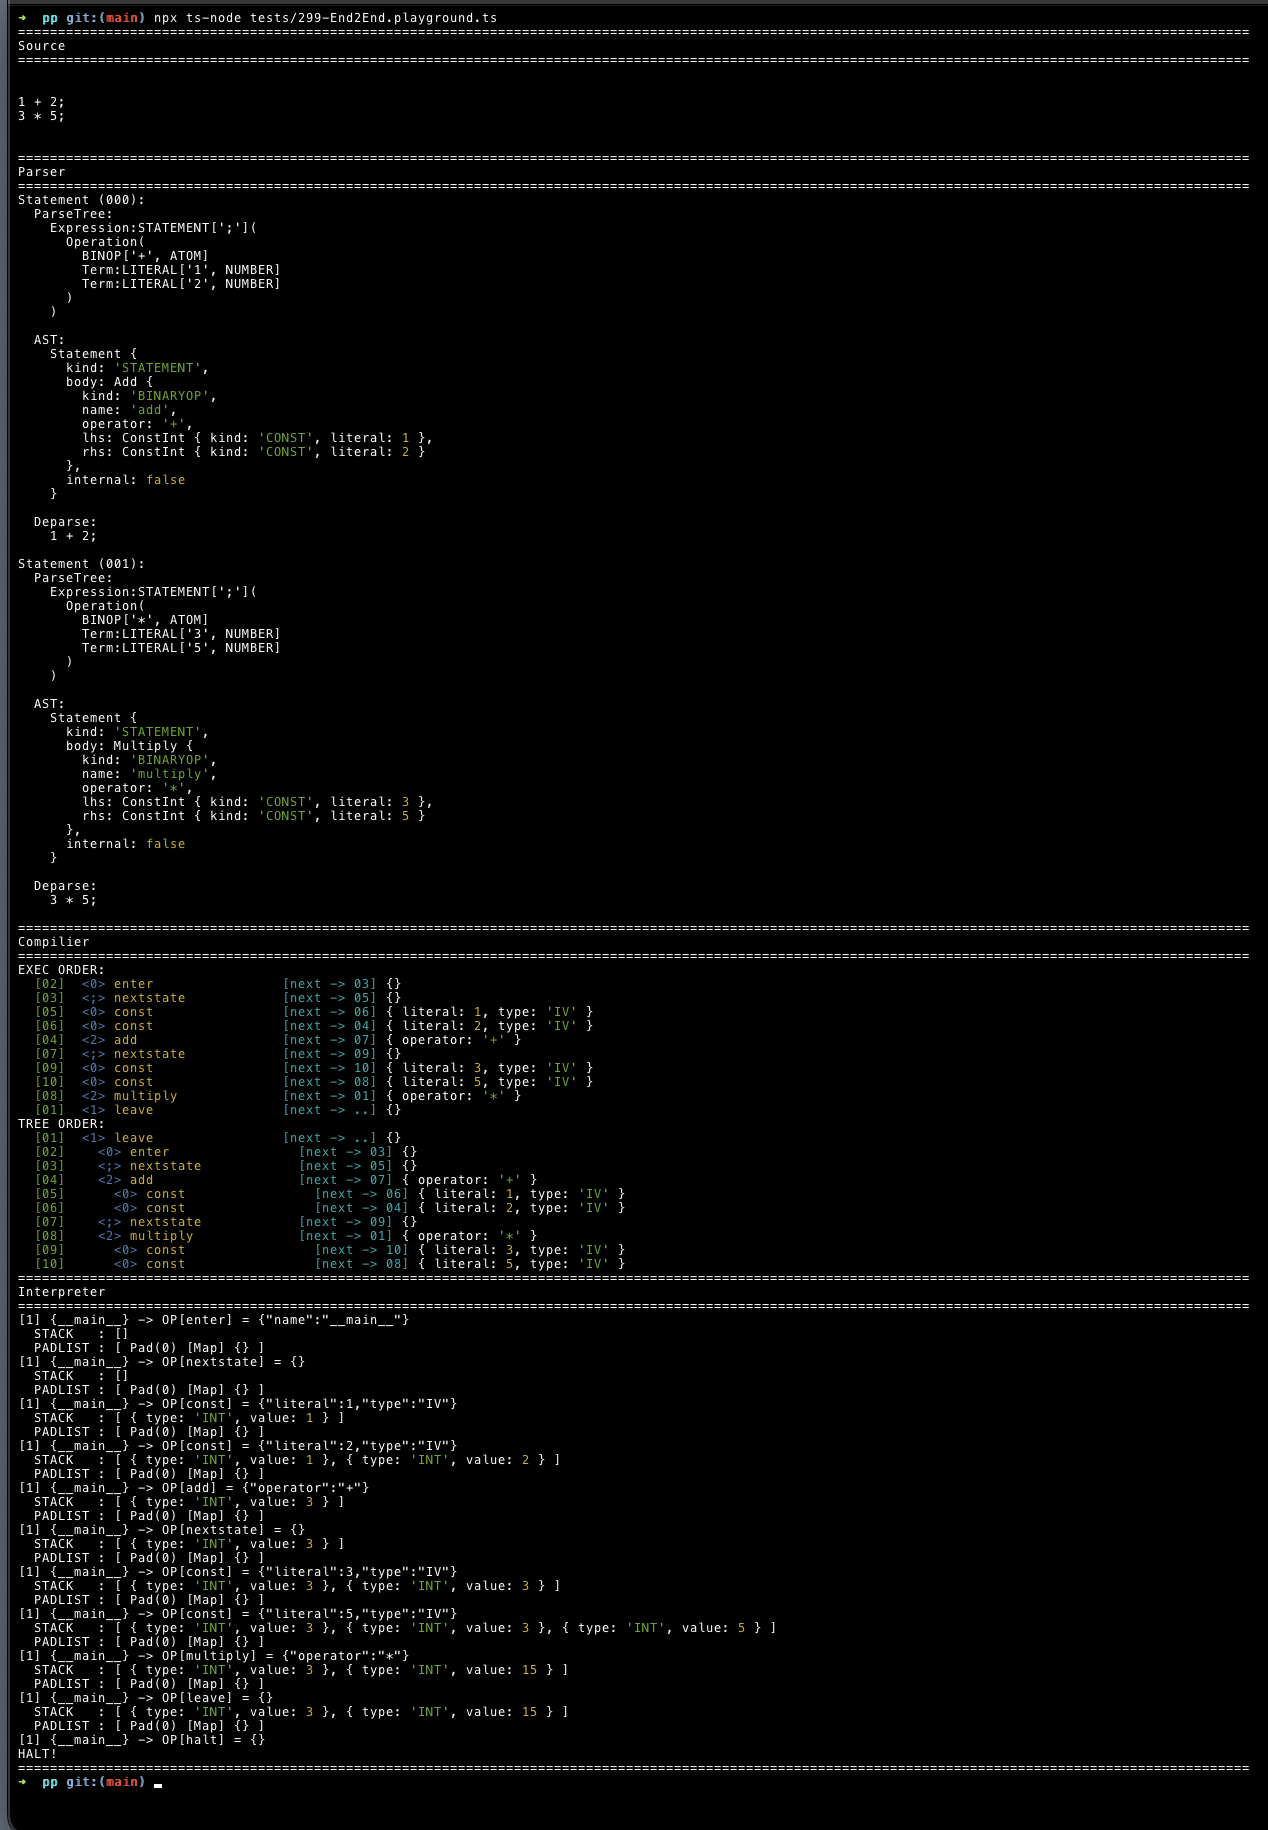 ➜  pp git:(main) npx ts-node tests/299-End2End.playground.ts
==========================================================================================================================================================
Source
==========================================================================================================================================================
1 + 2;
3 * 5;
==========================================================================================================================================================
Parser
==========================================================================================================================================================
Statement (000):
  ParseTree:
    Expression:STATEMENT[';'](
      Operation(
        BINOP['+', ATOM]
        Term:LITERAL['1', NUMBER]
        Term:LITERAL['2', NUMBER]
      )
    )
  AST:
    Statement {
      kind: 'STATEMENT',
      body: Add {
        kind: 'BINARYOP',
        name: 'add',
        operator: '+',
        lhs: ConstInt { kind: 'CONST', literal: 1 },
        rhs: ConstInt { kind: 'CONST', literal: 2 }
      },
      internal: false
    }
  Deparse:
    1 + 2;
Statement (001):
  ParseTree:
    Expression:STATEMENT[';'](
      Operation(
        BINOP['*', ATOM]
        Term:LITERAL['3', NUMBER]
        Term:LITERAL['5', NUMBER]
      )
    )
  AST:
    Statement {
      kind: 'STATEMENT',
      body: Multiply {
        kind: 'BINARYOP',
        name: 'multiply',
        operator: '*',
        lhs: ConstInt { kind: 'CONST', literal: 3 },
        rhs: ConstInt { kind: 'CONST', literal: 5 }
      },
      internal: false
    }
  Deparse:
    3 * 5;
==========================================================================================================================================================
Compilier
==========================================================================================================================================================
EXEC ORDER:
  [02]  <0> enter                [next -> 03] {}
  [03]  <;> nextstate            [next -> 05] {}
  [05]  <0> const                [next -> 06] { literal: 1, type: 'IV' }
  [06]  <0> const                [next -> 04] { literal: 2, type: 'IV' }
  [04]  <2> add                  [next -> 07] { operator: '+' }
  [07]  <;> nextstate            [next -> 09] {}
  [09]  <0> const                [next -> 10] { literal: 3, type: 'IV' }
  [10]  <0> const                [next -> 08] { literal: 5, type: 'IV' }
  [08]  <2> multiply             [next -> 01] { operator: '*' }
  [01]  <1> leave                [next -> ..] {}
TREE ORDER:
  [01]  <1> leave                [next -> ..] {}
  [02]    <0> enter                [next -> 03] {}
  [03]    <;> nextstate            [next -> 05] {}
  [04]    <2> add                  [next -> 07] { operator: '+' }
  [05]      <0> const                [next -> 06] { literal: 1, type: 'IV' }
  [06]      <0> const                [next -> 04] { literal: 2, type: 'IV' }
  [07]    <;> nextstate            [next -> 09] {}
  [08]    <2> multiply             [next -> 01] { operator: '*' }
  [09]      <0> const                [next -> 10] { literal: 3, type: 'IV' }
  [10]      <0> const                [next -> 08] { literal: 5, type: 'IV' }
==========================================================================================================================================================
Interpreter
==========================================================================================================================================================
[1] {__main__} -> OP[enter] = {"name":"__main__"}
  STACK   : []
  PADLIST : [ Pad(0) [Map] {} ]
[1] {__main__} -> OP[nextstate] = {}
  STACK   : []
  PADLIST : [ Pad(0) [Map] {} ]
[1] {__main__} -> OP[const] = {"literal":1,"type":"IV"}
  STACK   : [ { type: 'INT', value: 1 } ]
  PADLIST : [ Pad(0) [Map] {} ]
[1] {__main__} -> OP[const] = {"literal":2,"type":"IV"}
  STACK   : [ { type: 'INT', value: 1 }, { type: 'INT', value: 2 } ]
  PADLIST : [ Pad(0) [Map] {} ]
[1] {__main__} -> OP[add] = {"operator":"+"}
  STACK   : [ { type: 'INT', value: 3 } ]
  PADLIST : [ Pad(0) [Map] {} ]
[1] {__main__} -> OP[nextstate] = {}
  STACK   : [ { type: 'INT', value: 3 } ]
  PADLIST : [ Pad(0) [Map] {} ]
[1] {__main__} -> OP[const] = {"literal":3,"type":"IV"}
  STACK   : [ { type: 'INT', value: 3 }, { type: 'INT', value: 3 } ]
  PADLIST : [ Pad(0) [Map] {} ]
[1] {__main__} -> OP[const] = {"literal":5,"type":"IV"}
  STACK   : [ { type: 'INT', value: 3 }, { type: 'INT', value: 3 }, { type: 'INT', value: 5 } ]
  PADLIST : [ Pad(0) [Map] {} ]
[1] {__main__} -> OP[multiply] = {"operator":"*"}
  STACK   : [ { type: 'INT', value: 3 }, { type: 'INT', value: 15 } ]
  PADLIST : [ Pad(0) [Map] {} ]
[1] {__main__} -> OP[leave] = {}
  STACK   : [ { type: 'INT', value: 3 }, { type: 'INT', value: 15 } ]
  PADLIST : [ Pad(0) [Map] {} ]
[1] {__main__} -> OP[halt] = {}
HALT!
==========================================================================================================================================================
➜  pp git:(main)